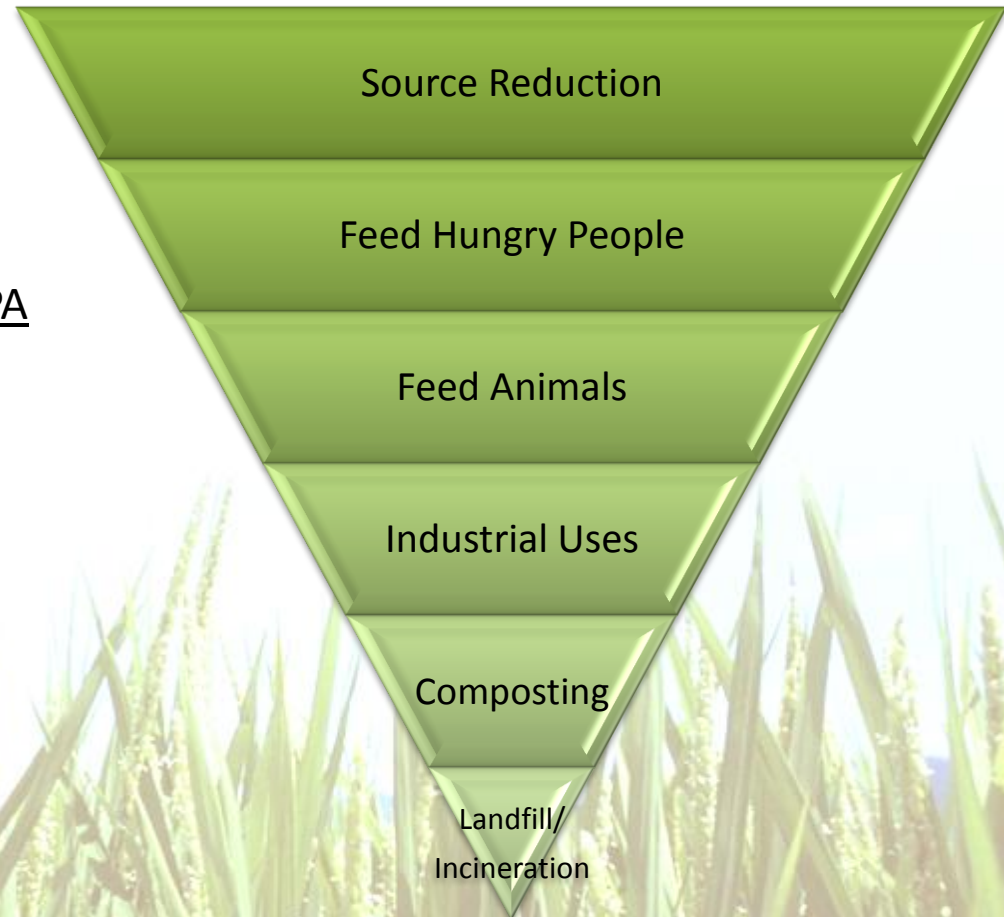 Source Reduction
Feed Hungry People
Feed Animals
Industrial Uses
Composting
Landfill/
Incineration